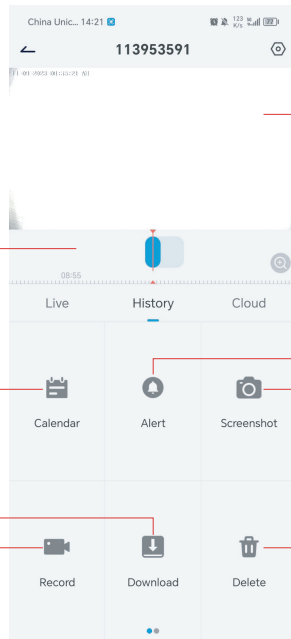 China Unic... 14:21
123 K/s
113953591
08:55
Live History Cloud
Calendar Alert Screenshot
Record Download Delete